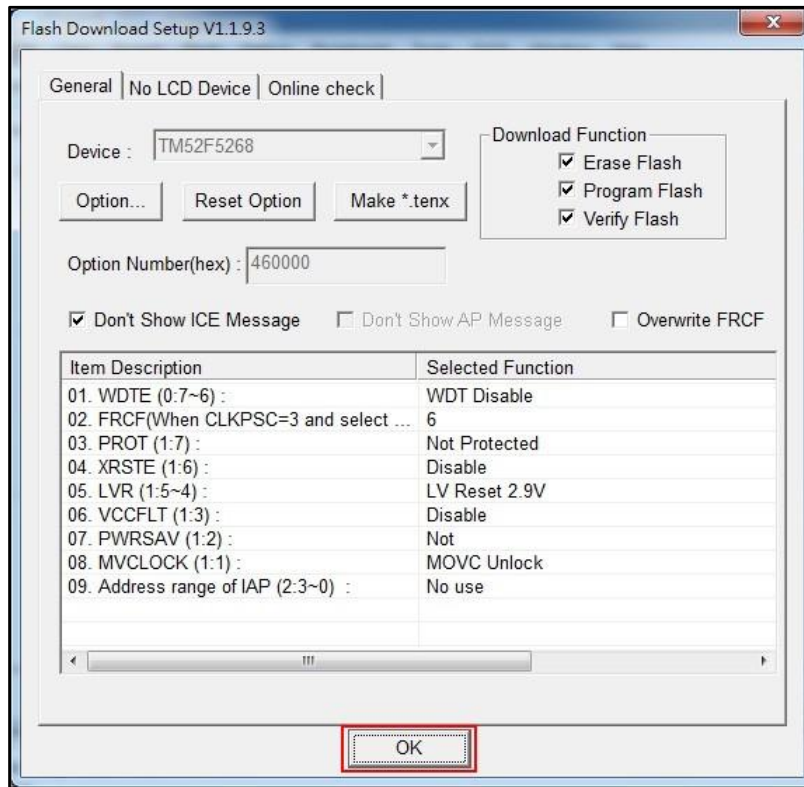 Flash Download Setup V1.1.9.3
General No LCD Device Online check
Device : TM52F5268
Download Function
Erase Flash
Program Flash
Verify Flash
Option... Reset Option Make *.tenx
Option Number(hex) : 460000
Don't Show ICE Message Don't Show AP Message Overwrite FRCF
Item Description Selected Function
01. WDTE (0:7~6) : WDT Disable
02. FRCF(When CLKPSC=3 and select ... 6
03. PROT (1:7) : Not Protected
04. XRSTE (1:6) : Disable
05. LVR (1:5~4) : LV Reset 2.9V
06. VCCFLT (1:3) : Disable
07. PWRSAV (1:2) : Not
08. MVCLOCK (1:1) : MOVC Unlock
09. Address range of IAP (2:3~0) : No use
OK